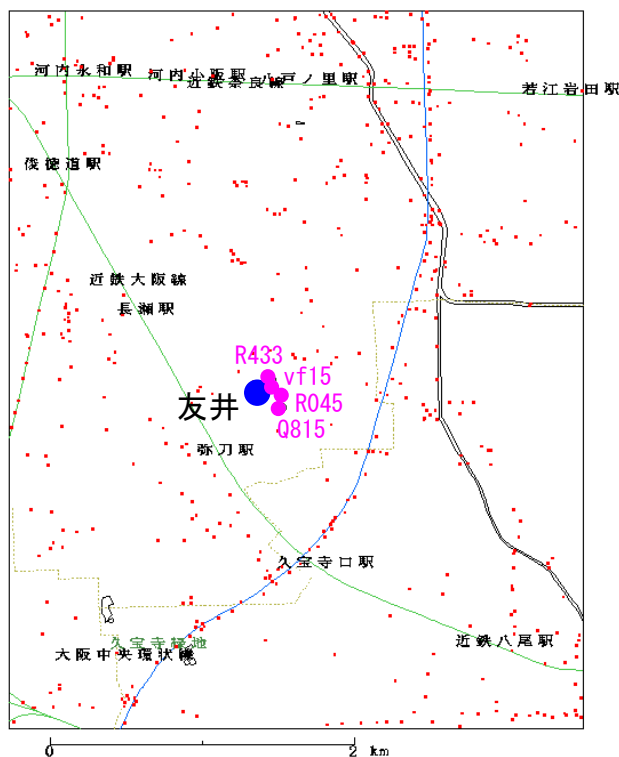 河内永和駅
河内小阪駅
八戸ノ里駅
近鉄奈良線
若江岩田駅
俊徳道駅
近鉄大阪線
長瀬駅
R433
vf15
友井
R045
Q815
弥刀駅
久宝寺口駅
久宝寺緑地
近鉄八尾駅
大阪中央環状線
0 2 km